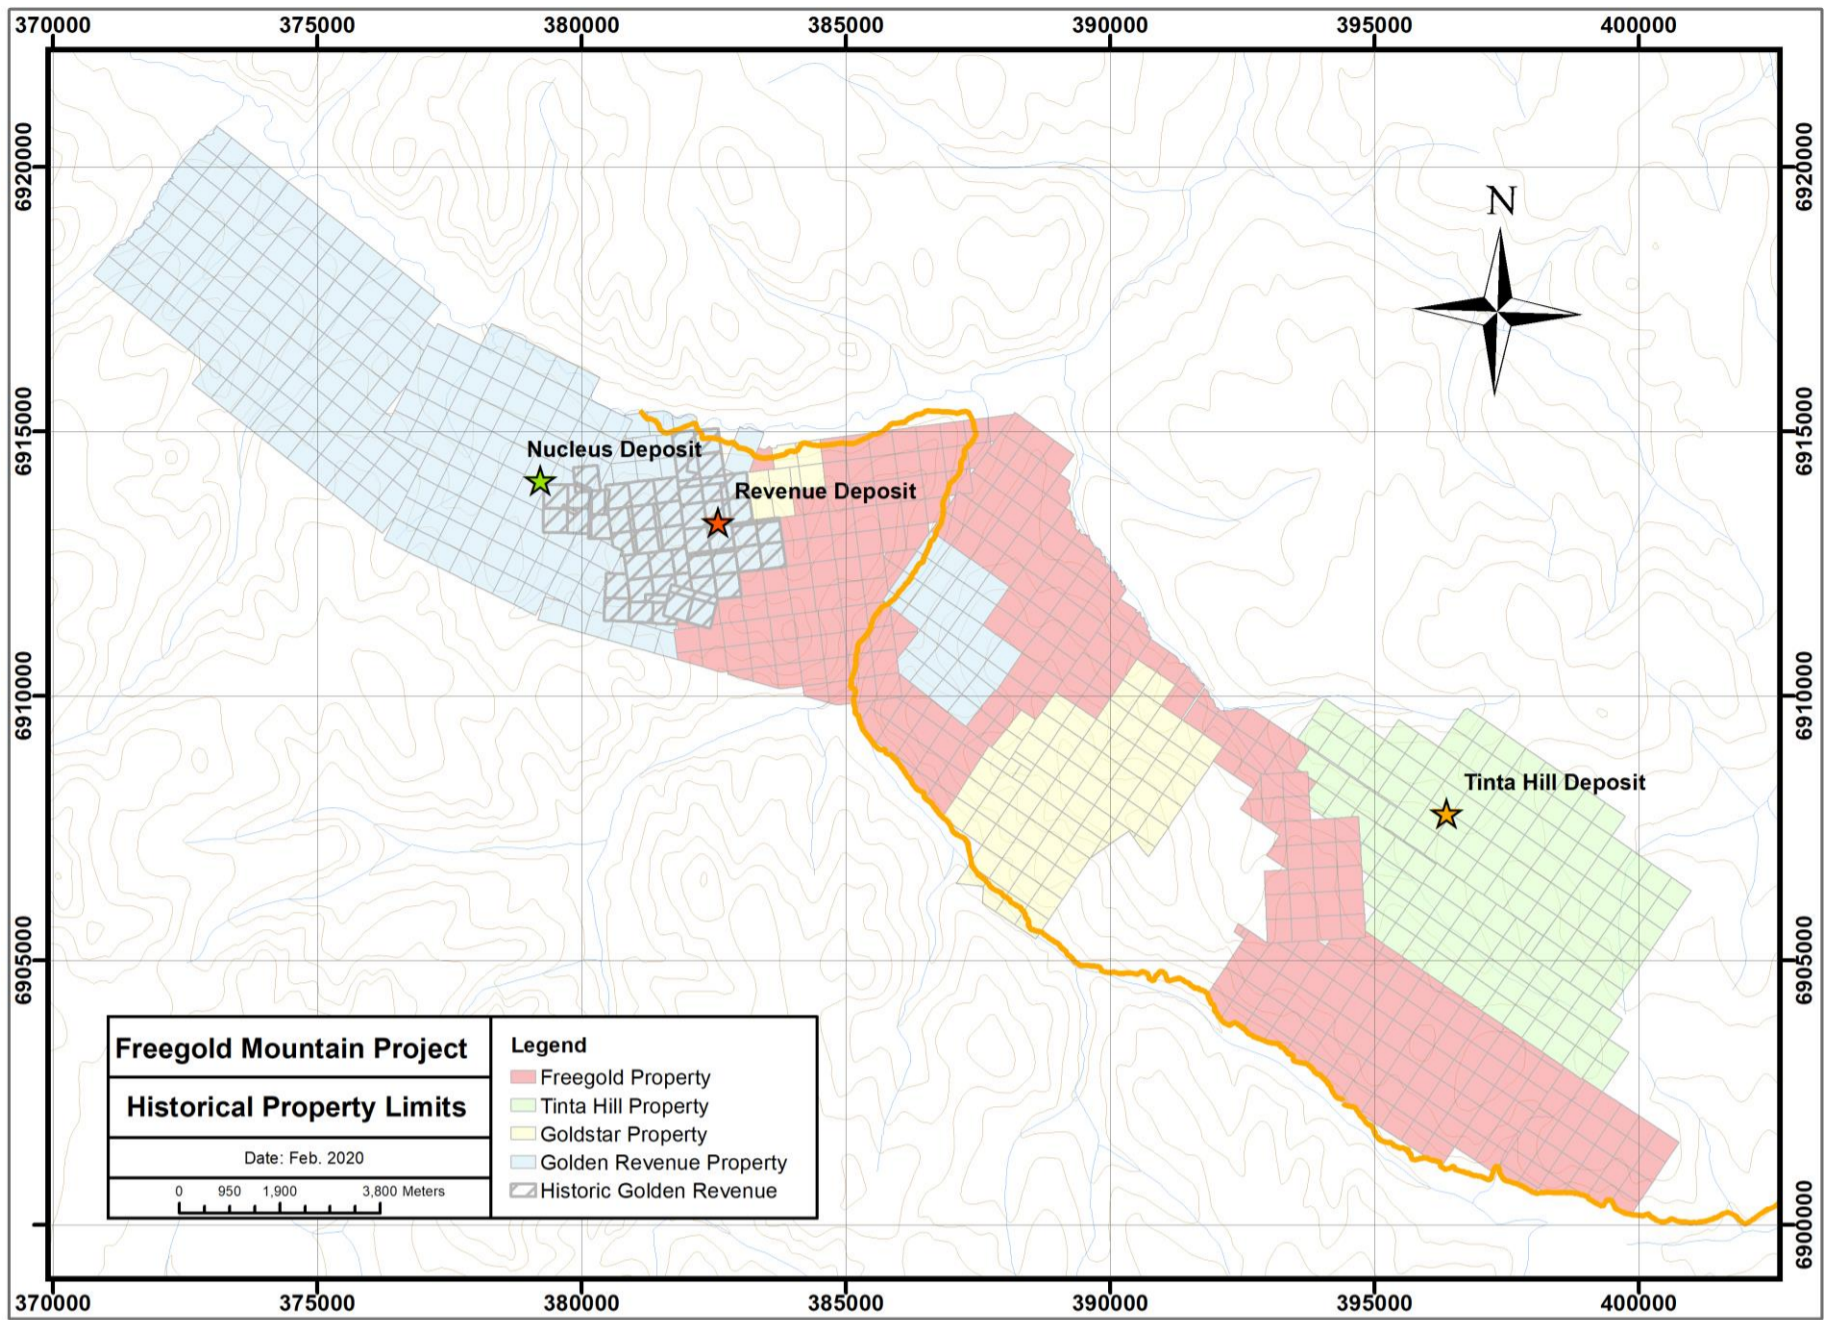 370000 375000 380000 385000 390000 395000 400000
6920000 6920000
N
6915000 6915000
Nucleus Deposit
Revenue Deposit
6910000 6910000
Tinta Hill Deposit
6905000 6905000
Freegold Mountain Project
Historical Property Limits
Date: Feb. 2020
0 950 1,900 3,800 Meters
Legend
Freegold Property
Tinta Hill Property
Goldstar Property
Golden Revenue Property
Historic Golden Revenue
6900000
370000 375000 380000 385000 390000 395000 400000